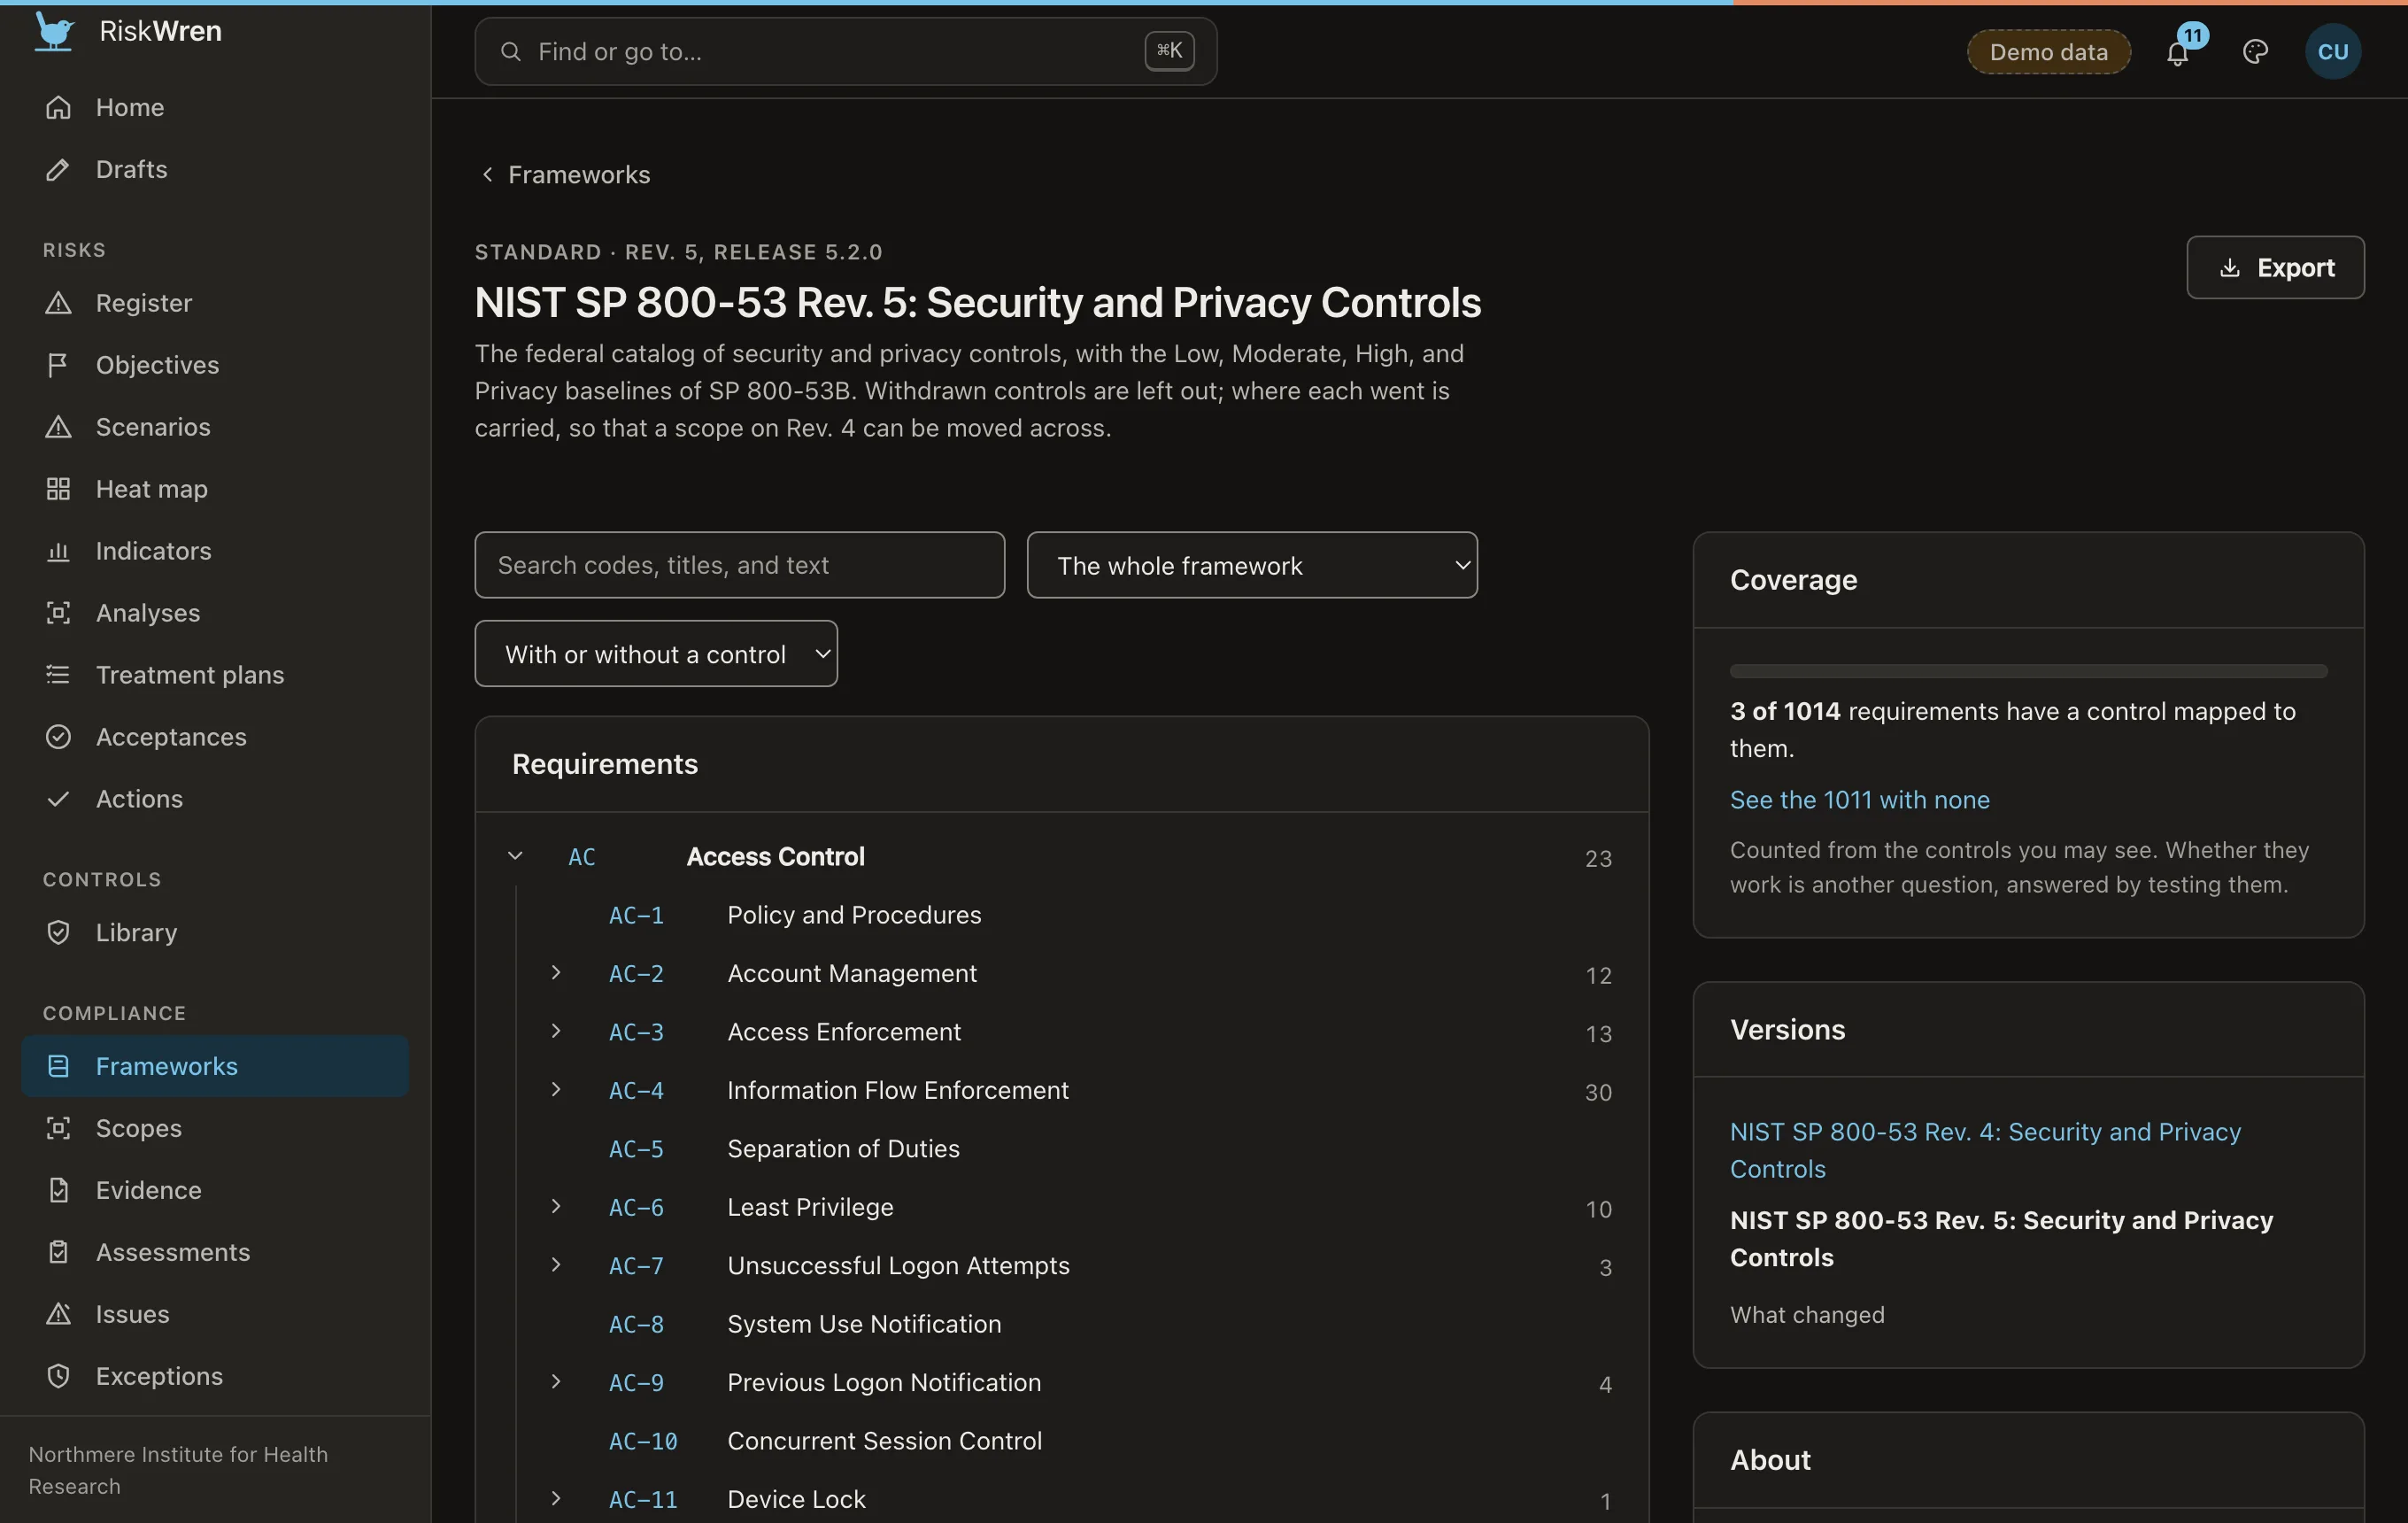 RiskWren
Find or go to...
⌘K
Demo data
11
CU
Home
Drafts
RISKS
Register
Objectives
Scenarios
Heat map
Indicators
Analyses
Treatment plans
Acceptances
Actions
CONTROLS
Library
COMPLIANCE
Frameworks
Scopes
Evidence
Assessments
Issues
Exceptions
Northmere Institute for Health
Research
Frameworks
STANDARD · REV. 5, RELEASE 5.2.0
NIST SP 800-53 Rev. 5: Security and Privacy Controls
The federal catalog of security and privacy controls, with the Low, Moderate, High, and
Privacy baselines of SP 800-53B. Withdrawn controls are left out; where each went is
carried, so that a scope on Rev. 4 can be moved across.
Export
Search codes, titles, and text
The whole framework
With or without a control
Requirements
AC Access Control 23
AC-1 Policy and Procedures
AC-2 Account Management 12
AC-3 Access Enforcement 13
AC-4 Information Flow Enforcement 30
AC-5 Separation of Duties
AC-6 Least Privilege 10
AC-7 Unsuccessful Logon Attempts 3
AC-8 System Use Notification
AC-9 Previous Logon Notification 4
AC-10 Concurrent Session Control
AC-11 Device Lock 1
Coverage
3 of 1014 requirements have a control mapped to
them.
See the 1011 with none
Counted from the controls you may see. Whether they
work is another question, answered by testing them.
Versions
NIST SP 800-53 Rev. 4: Security and Privacy
Controls
NIST SP 800-53 Rev. 5: Security and Privacy
Controls
What changed
About